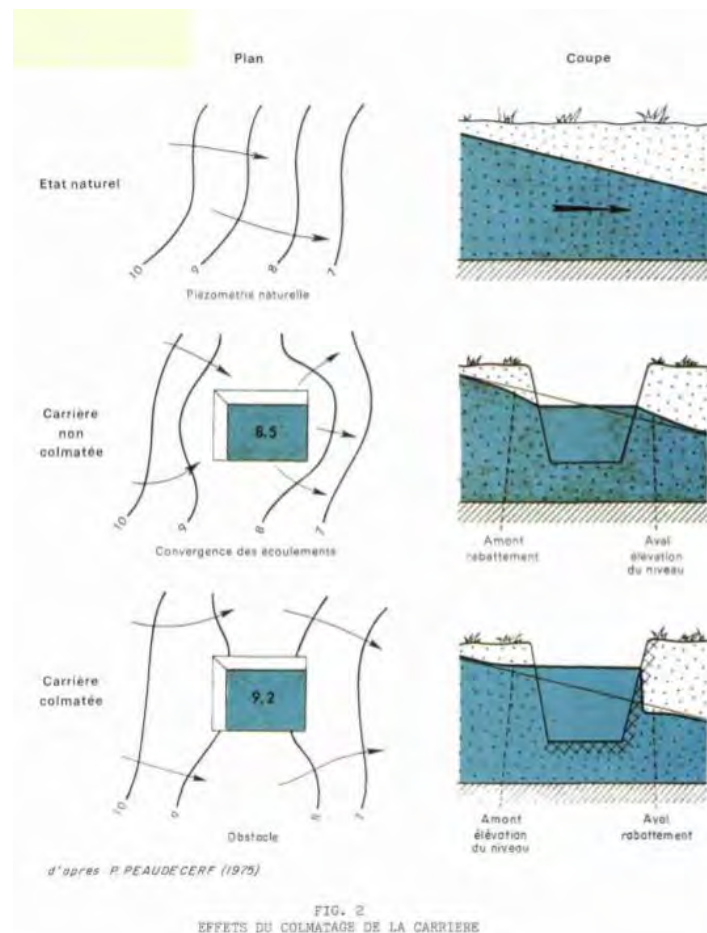 Plan
Coupe
Etat naturel
10
9
8
7
Piézométrie naturelle
Carrière
non
colmatée
8.5
10
9
8
7
Convergence des écoulements
Amont
rabattement
Aval
élévation
du niveau
Carrière
colmatée
9.2
10
9
8
7
Obstacle
Amont
élévation
du niveau
Aval
rabattement
d'après P. PEAUDECERF (1975)
FIG. 2
EFFETS DU COLMATAGE DE LA CARRIERE